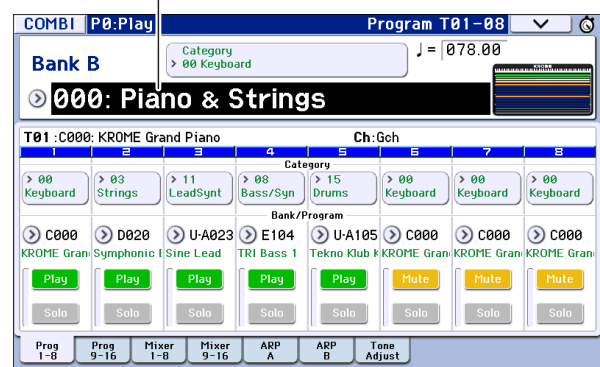 COMBI P0:Play Program T01-08
Bank B
Category
00 Keyboard
♩= 078.00
KROME
000: Piano & Strings
T01 :C000: KROME Grand Piano Ch:Gch
1 2 3 4 5 6 7 8
Category
00 03 11 08 15 00 00 00
Keyboard Strings LeadSynt Bass/Syn Drums Keyboard Keyboard Keyboard
Bank/Program
C000 D020 U-A023 E104 U-A105 C000 C000 C000
KROME Gran Symphonic Sine Lead TRI Bass 1 Tekno Klub K KROME Gran KROME Gran KROME Gran
Play Play Play Play Play Mute Mute Mute
Solo Solo Solo Solo Solo Solo Solo Solo
Prog 1-8 Prog 9-16 Mixer 1-8 Mixer 9-16 ARP A ARP B Tone Adjust